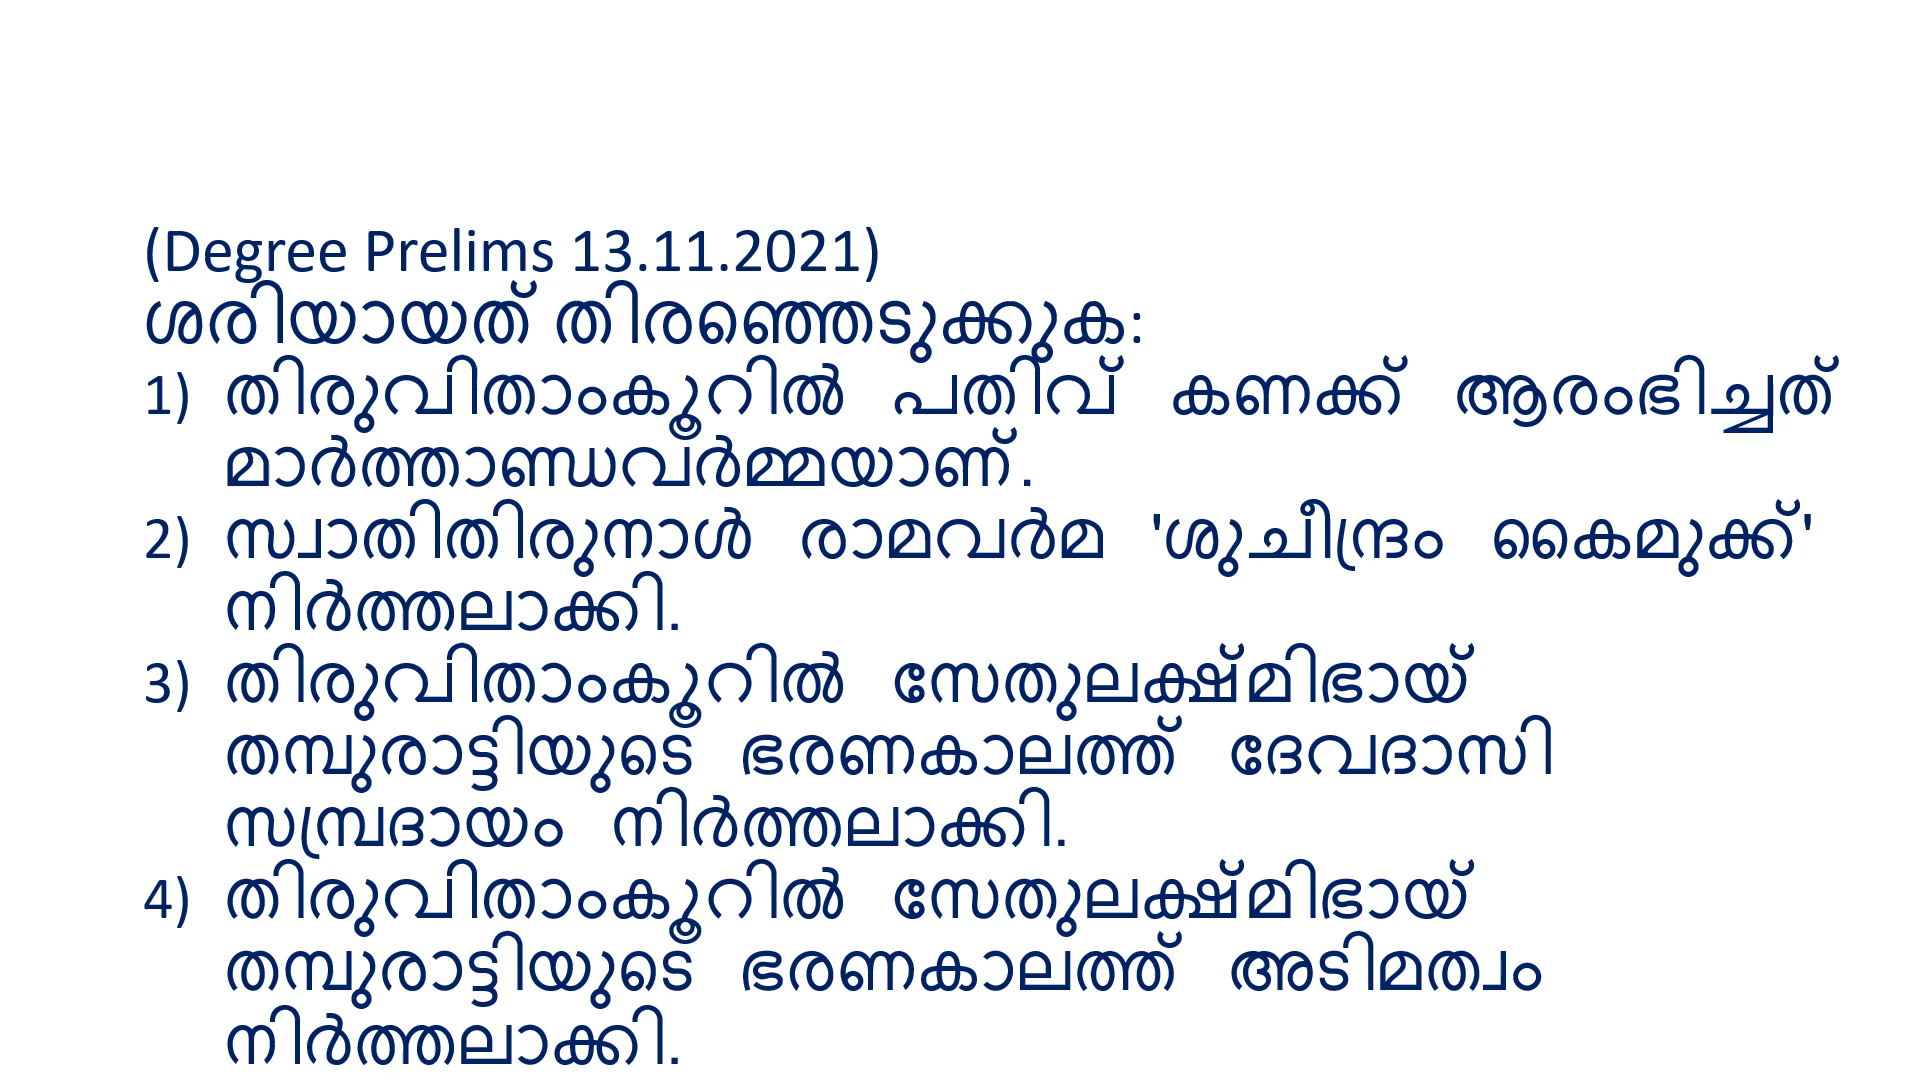 (Degree Prelims 13.11.2021)
ശരിയായത് തിരഞ്ഞെടുക്കുക:
1) തിരുവിതാംകൂറിൽ പതിവ് കണക്ക് ആരംഭിച്ചത്
മാർത്താണ്ഡവർമ്മയാണ്.
2) സ്വാതിതിരുനാൾ രാമവർമ 'ശുചീന്ദ്രം കൈമുക്ക്'
നിർത്തലാക്കി.
3) തിരുവിതാംകൂറിൽ സേതുലക്ഷ്മിഭായ്
തമ്പുരാട്ടിയുടെ ഭരണകാലത്ത് ദേവദാസി
സമ്പ്രദായം നിർത്തലാക്കി.
4) തിരുവിതാംകൂറിൽ സേതുലക്ഷ്മിഭായ്
തമ്പുരാട്ടിയുടെ ഭരണകാലത്ത് അടിമത്വം
നിർത്തലാക്കി.